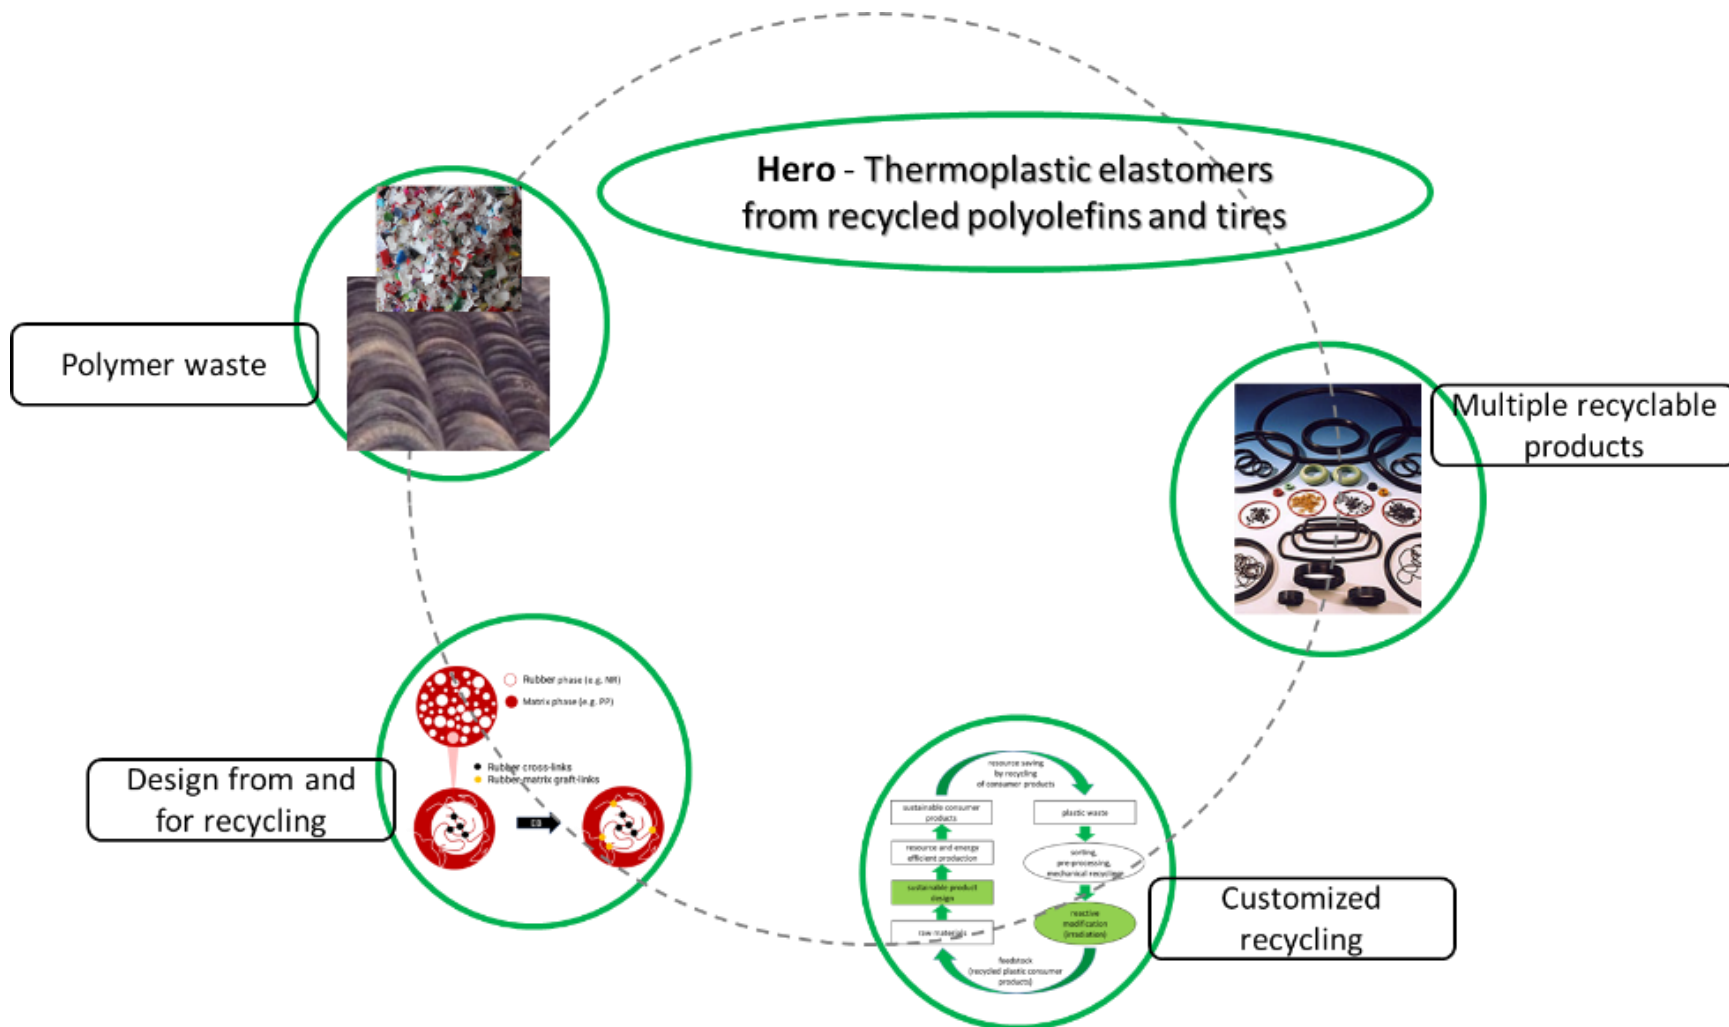 Hero - Thermoplastic elastomers
from recycled polyolefins and tires
Polymer waste
Multiple recyclable
products
Rubber phase (e.g. NR)
Matrix phase (e.g. PP)
Rubber cross-links
Rubber-matrix graft-links
EB
Design from and
for recycling
resource saving
by recycling
of consumer products
sustainable consumer
products
plastic waste
resource and energy
efficient production
sorting,
pre-processing,
mechanical recycling
sustainable product
design
reactive
modification
(irradiation)
raw materials
feedstock
(recycled plastic consumer
products)
Customized
recycling